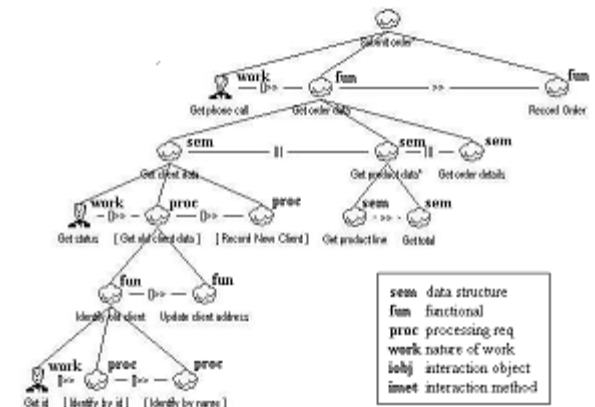 Submit order*
work
[]>>
fun
>>
fun
Get phone call
Get order data
Record Order
sem
|||
sem
|||
sem
Get client data
Get product data*
Get order details
work
[]>>
proc
[]>>
proc
sem
>>
sem
Get status
[ Get old client data ]
[ Record New Client ]
Get product line
Get total
fun
[]>>
fun
Identify old client
Update client address
work
[]>>
proc
[]>>
proc
Get id
[ Identify by id ]
[ Identify by name ]
sem data structure
fun functional
proc processing req
work nature of work
iobj interaction object
imet interaction method